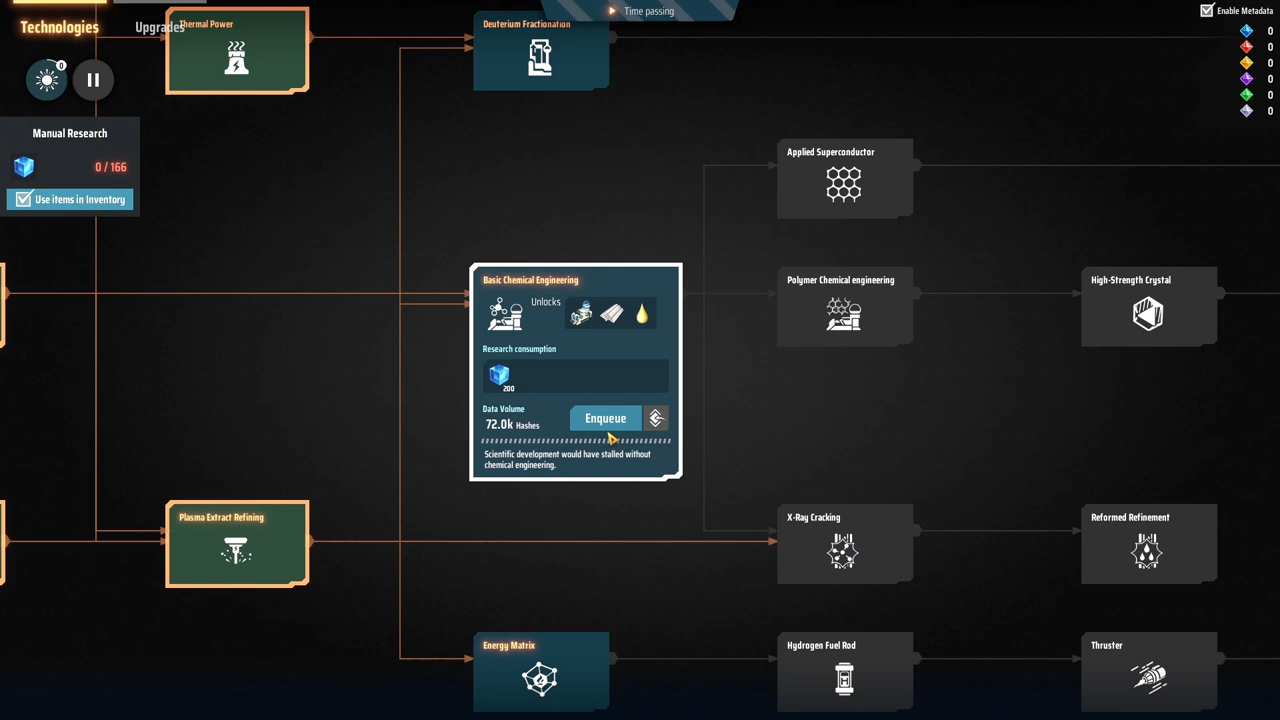 Time passing
Technologies
Upgrades
Enable Metadata
0
0
0
0
0
0
0
Manual Research
0 / 166
Use items in Inventory
Thermal Power
Deuterium Fractionation
Applied Superconductor
Basic Chemical Engineering
Unlocks
Research consumption
200
Data Volume
72.0k Hashes
Enqueue
Scientific development would have stalled without
chemical engineering.
Polymer Chemical engineering
High-Strength Crystal
Plasma Extract Refining
X-Ray Cracking
Reformed Refinement
Energy Matrix
Hydrogen Fuel Rod
Thruster